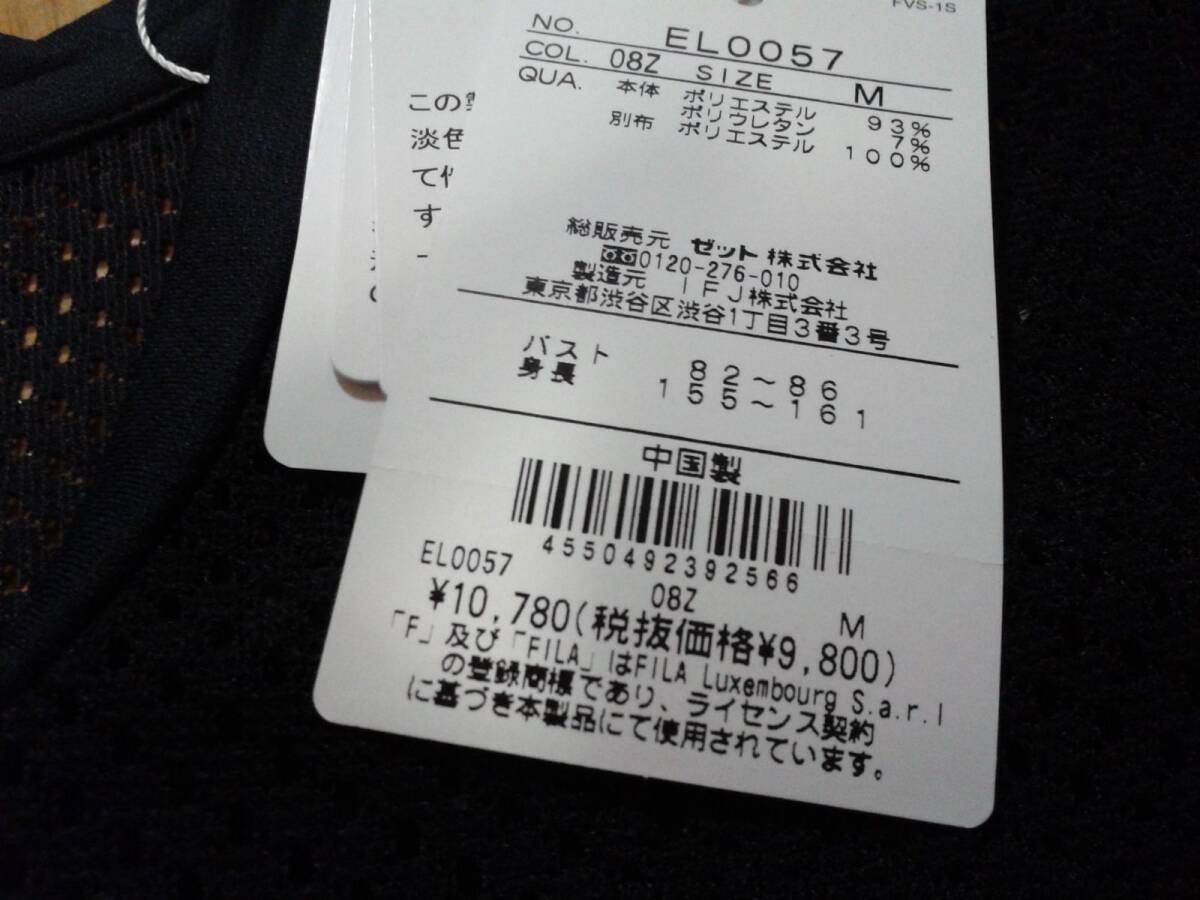 FVS-1S
NO. EL0057
COL. 08Z SIZE M
QUA. 本体 ポリエステル 93%
ポリウレタン 7%
別布 ポリエステル 100%
総販売元 ゼット株式会社
0120-276-010
製造元 IFJ株式会社
東京都渋谷区渋谷1丁目3番3号
バスト 82～86
身長 155～161
中国製
4550492392566
EL0057 08Z M
¥10,780(税抜価格¥9,800)
「F」及び「FILA」はFILA Luxembourg S.a.r.l
の登録商標であり、ライセンス契約
に基づき本製品にて使用されています。
この
淡色
て
す